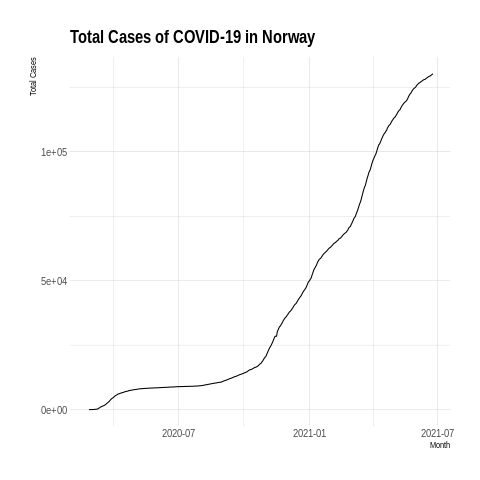 Total Cases of COVID-19 in Norway
Total Cases
1e+05
5e+04
0e+00
2020-07
2021-01
2021-07
Month